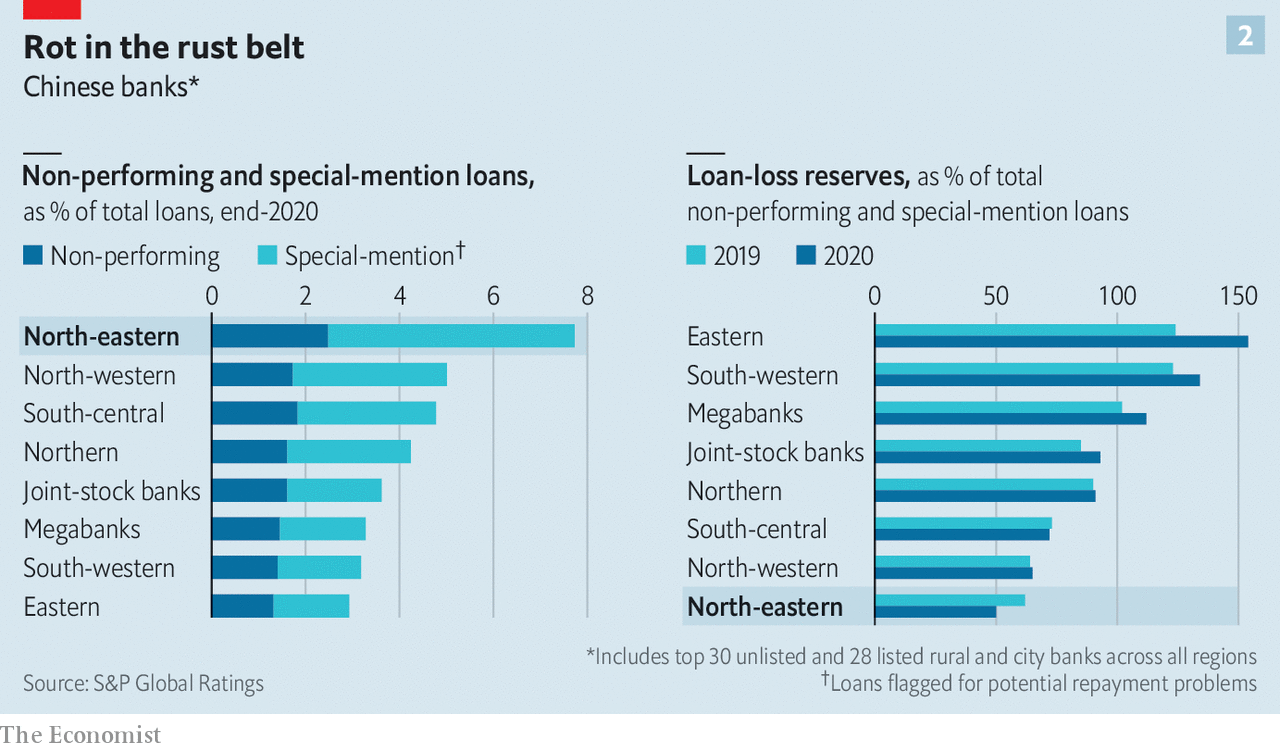 2
Rot in the rust belt
Chinese banks*
Non-performing and special-mention loans,
as % of total loans, end-2020
Non-performing
Special-mention†
0 2 4 6 8
North-eastern
North-western
South-central
Northern
Joint-stock banks
Megabanks
South-western
Eastern
Loan-loss reserves, as % of total
non-performing and special-mention loans
2019
2020
0 50 100 150
Eastern
South-western
Megabanks
Joint-stock banks
Northern
South-central
North-western
North-eastern
*Includes top 30 unlisted and 28 listed rural and city banks across all regions
Source: S&P Global Ratings
†Loans flagged for potential repayment problems
The Economist